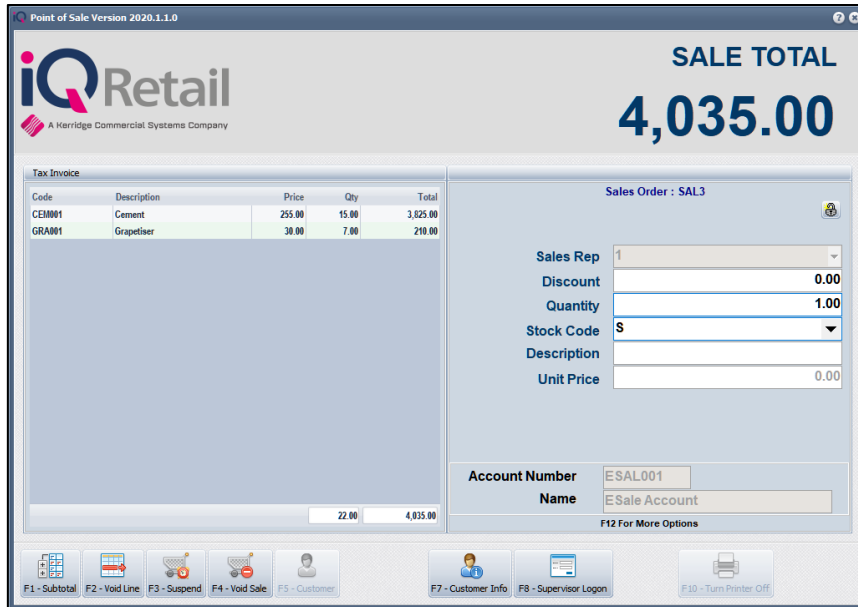 Point of Sale Version 2020.1.1.0
iQ Retail
A Kerridge Commercial Systems Company
SALE TOTAL
4,035.00
Tax Invoice
Code Description Price Qty Total
CEM001 Cement 255.00 15.00 3,825.00
GRA001 Grapetiser 30.00 7.00 210.00
22.00 4,035.00
Sales Order : SAL3
Sales Rep 1
Discount 0.00
Quantity 1.00
Stock Code S
Description
Unit Price 0.00
Account Number ESAL001
Name ESale Account
F12 For More Options
F1 - Subtotal F2 - Void Line F3 - Suspend F4 - Void Sale F5 - Customer F7 - Customer Info F8 - Supervisor Logon F10 - Turn Printer Off